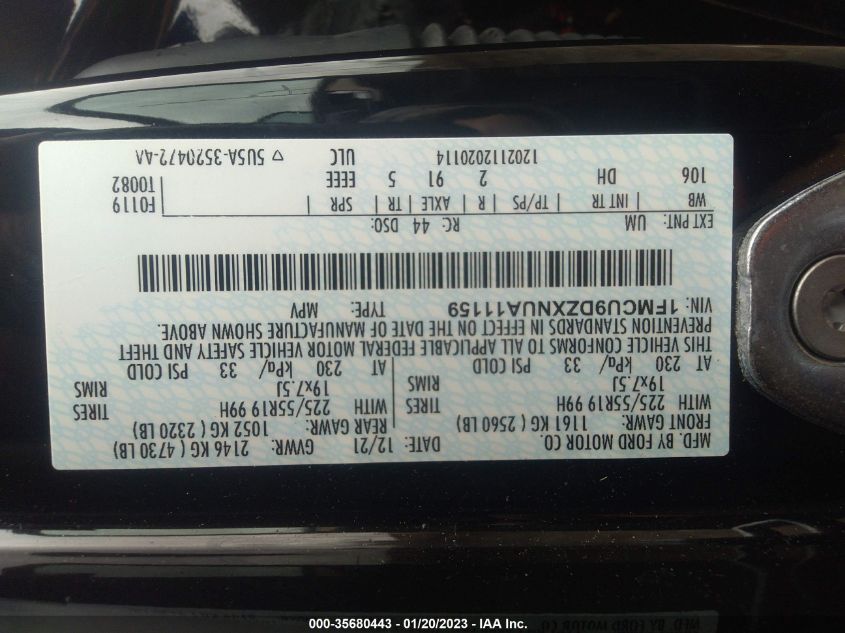 MFD. BY FORD MOTOR CO.
DATE: 12/21 GVWR: 2146 KG ( 4730 LB)
FRONT GAWR: 1161 KG ( 2560 LB) REAR GAWR: 1052 KG ( 2320 LB)
WITH 225/55R19 99H TIRES WITH 225/55R19 99H TIRES
19x7.5J RIMS 19x7.5J RIMS
AT 230 kPa/ 33 PSI COLD AT 230 kPa/ 33 PSI COLD
THIS VEHICLE CONFORMS TO ALL APPLICABLE FEDERAL MOTOR VEHICLE SAFETY AND THEFT
PREVENTION STANDARDS IN EFFECT ON THE DATE OF MANUFACTURE SHOWN ABOVE.
VIN: 1FMCU9DZXNUA11159 TYPE: MPV
EXT PNT: UM RC: 44 DSO: F0119
WB INT TR TP/PS R AXLE TR SPR T0082
106 DH 2 91 5 EEEE
1202112020114 ULC ▽ 5U5A-3520472-AA
000-35680443 - 01/20/2023 - IAA Inc.